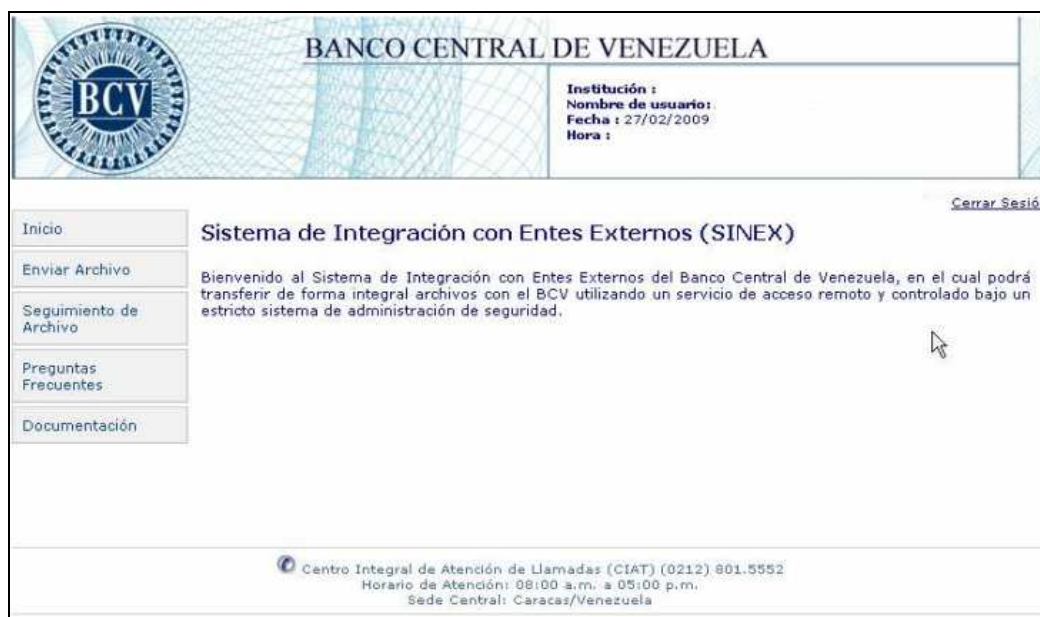 BCV
BANCO CENTRAL DE VENEZUELA
Institución :
Nombre de usuario:
Fecha : 27/02/2009
Hora :
Cerrar Sesió
Inicio
Enviar Archivo
Seguimiento de
Archivo
Preguntas
Frecuentes
Documentación
Sistema de Integración con Entes Externos (SINEX)
Bienvenido al Sistema de Integración con Entes Externos del Banco Central de Venezuela, en el cual podrá
transferir de forma integral archivos con el BCV utilizando un servicio de acceso remoto y controlado bajo un
estricto sistema de administración de seguridad.
Centro Integral de Atención de Llamadas (CIAT) (0212) 801.5552
Horario de Atención: 08:00 a.m. a 05:00 p.m.
Sede Central: Caracas/Venezuela